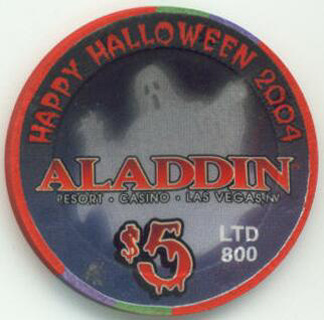 HAPPY HALLOWEEN 2004
ALADDIN
RESORT · CASINO · LAS VEGAS, NV
$5
LTD
800